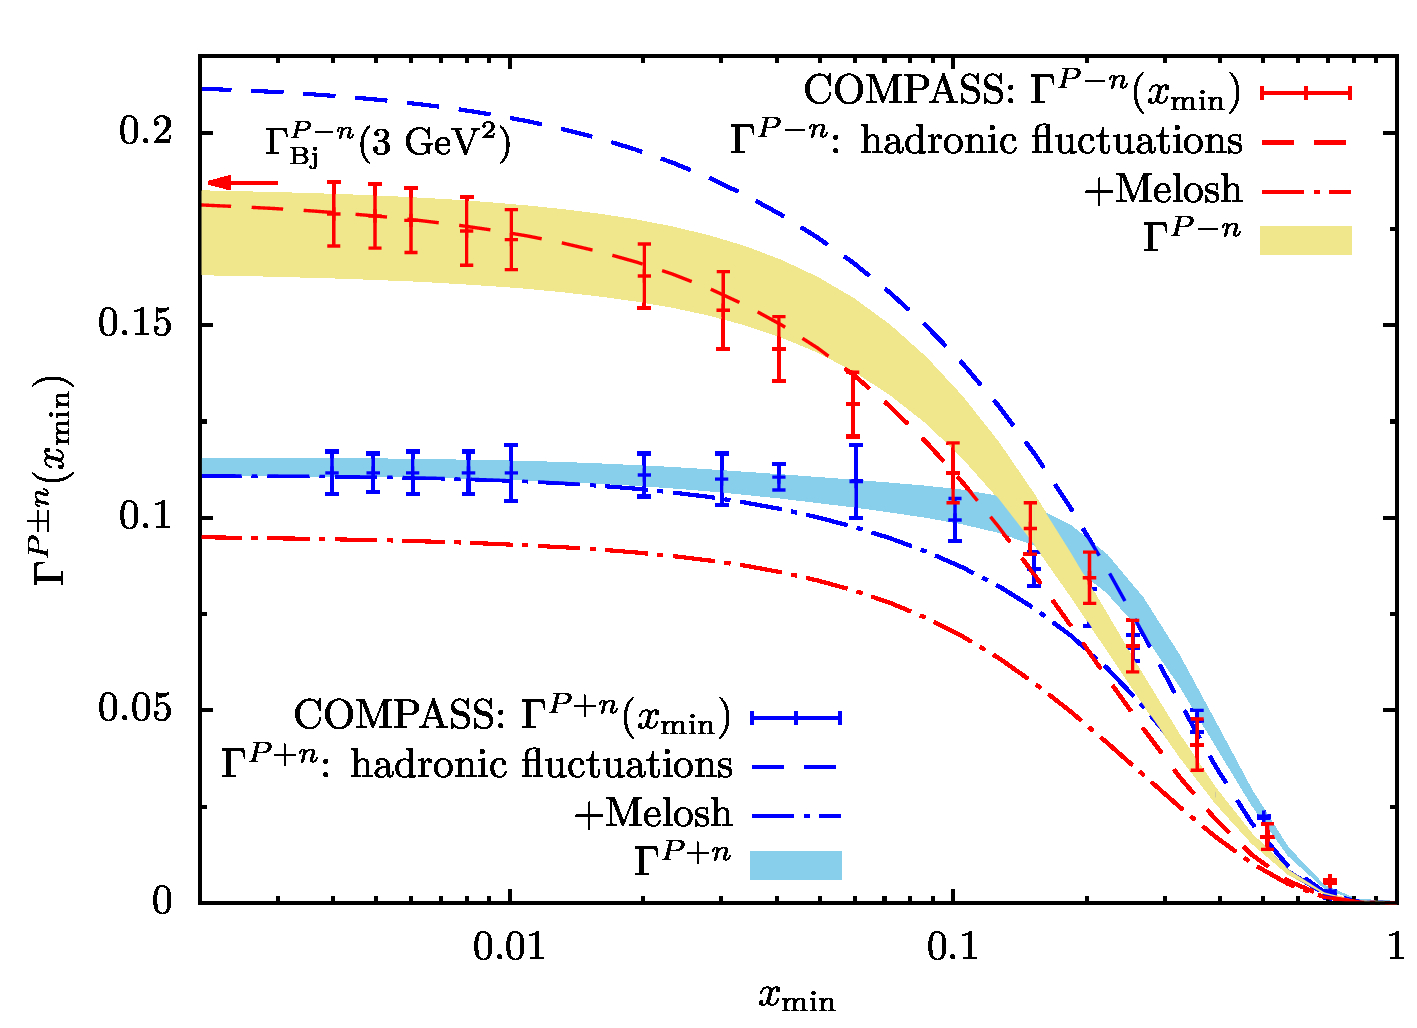 COMPASS: Γ^{P−n}(x_min)
Γ^{P−n}: hadronic fluctuations
+Melosh
Γ^{P−n}
Γ_Bj^{P−n}(3 GeV²)
0.2
0.15
0.1
0.05
0
Γ^{P±n}(x_min)
COMPASS: Γ^{P+n}(x_min)
Γ^{P+n}: hadronic fluctuations
+Melosh
Γ^{P+n}
0.01
0.1
1
x_min